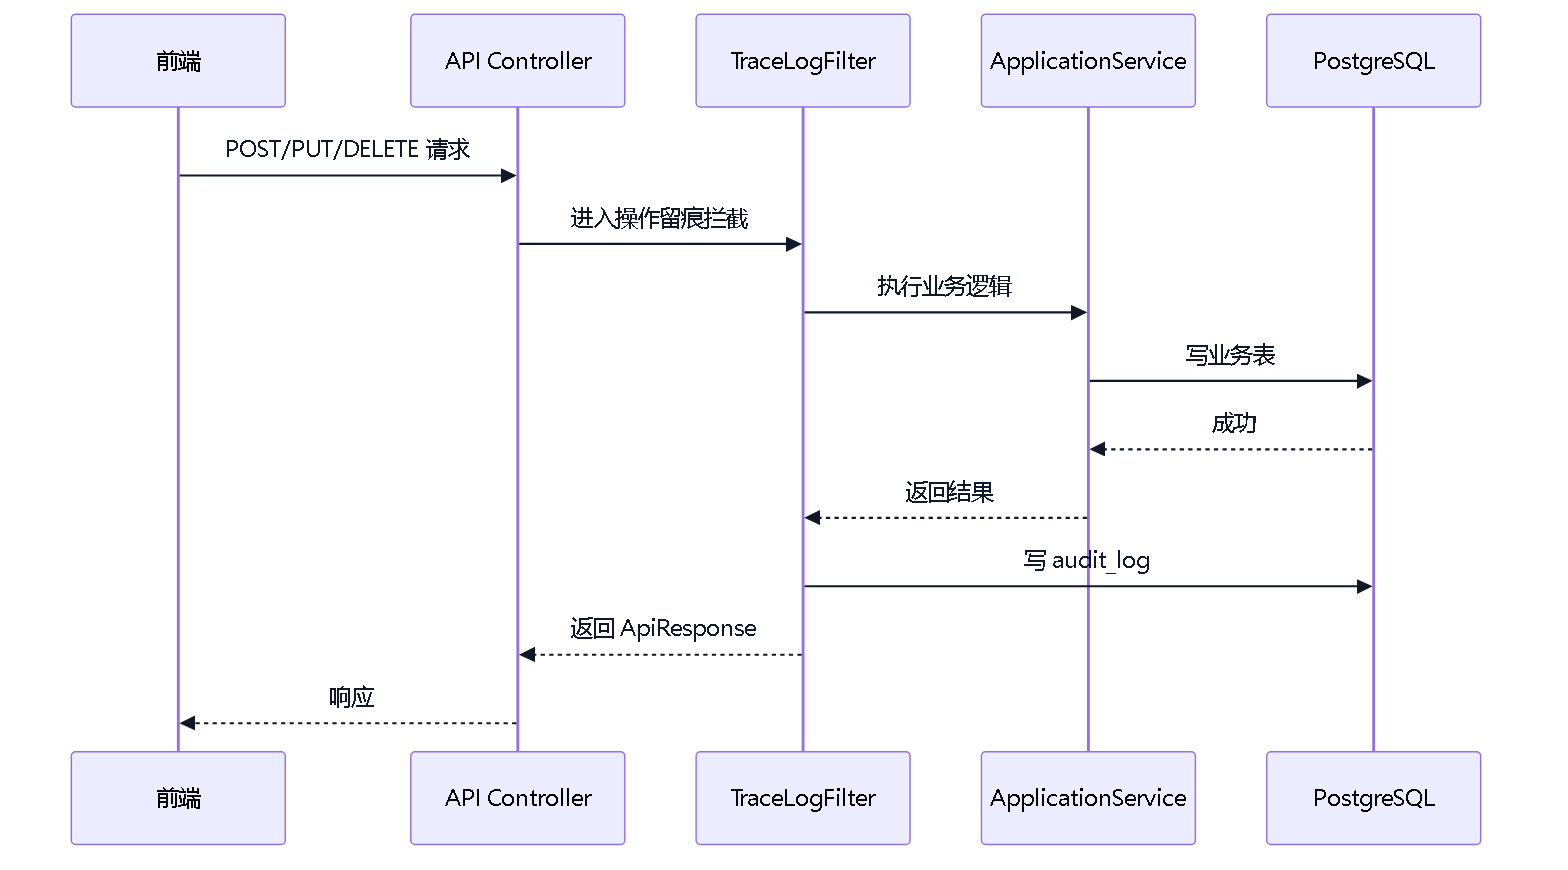 前端
API Controller
TraceLogFilter
ApplicationService
PostgreSQL
POST/PUT/DELETE 请求
进入操作留痕拦截
执行业务逻辑
写业务表
成功
返回结果
写 audit_log
返回 ApiResponse
响应
前端
API Controller
TraceLogFilter
ApplicationService
PostgreSQL